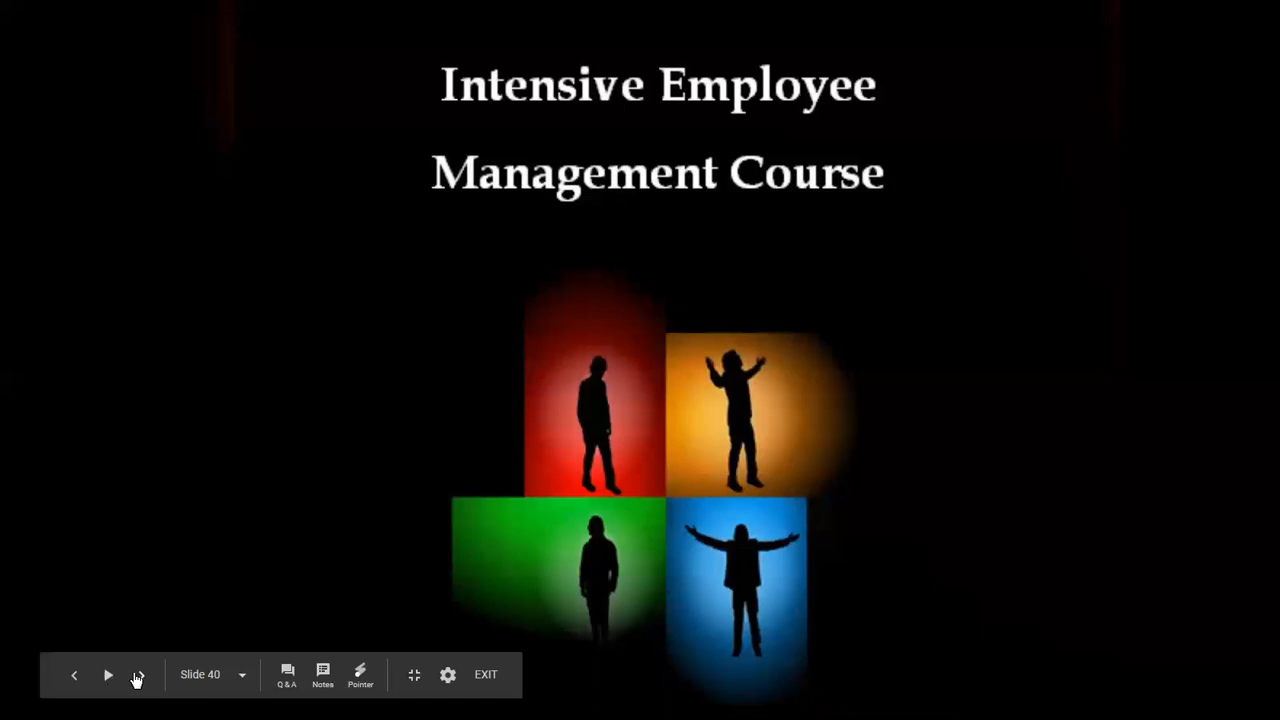 Intensive Employee
Management Course
Slide 40
Q & A
Notes
Pointer
EXIT